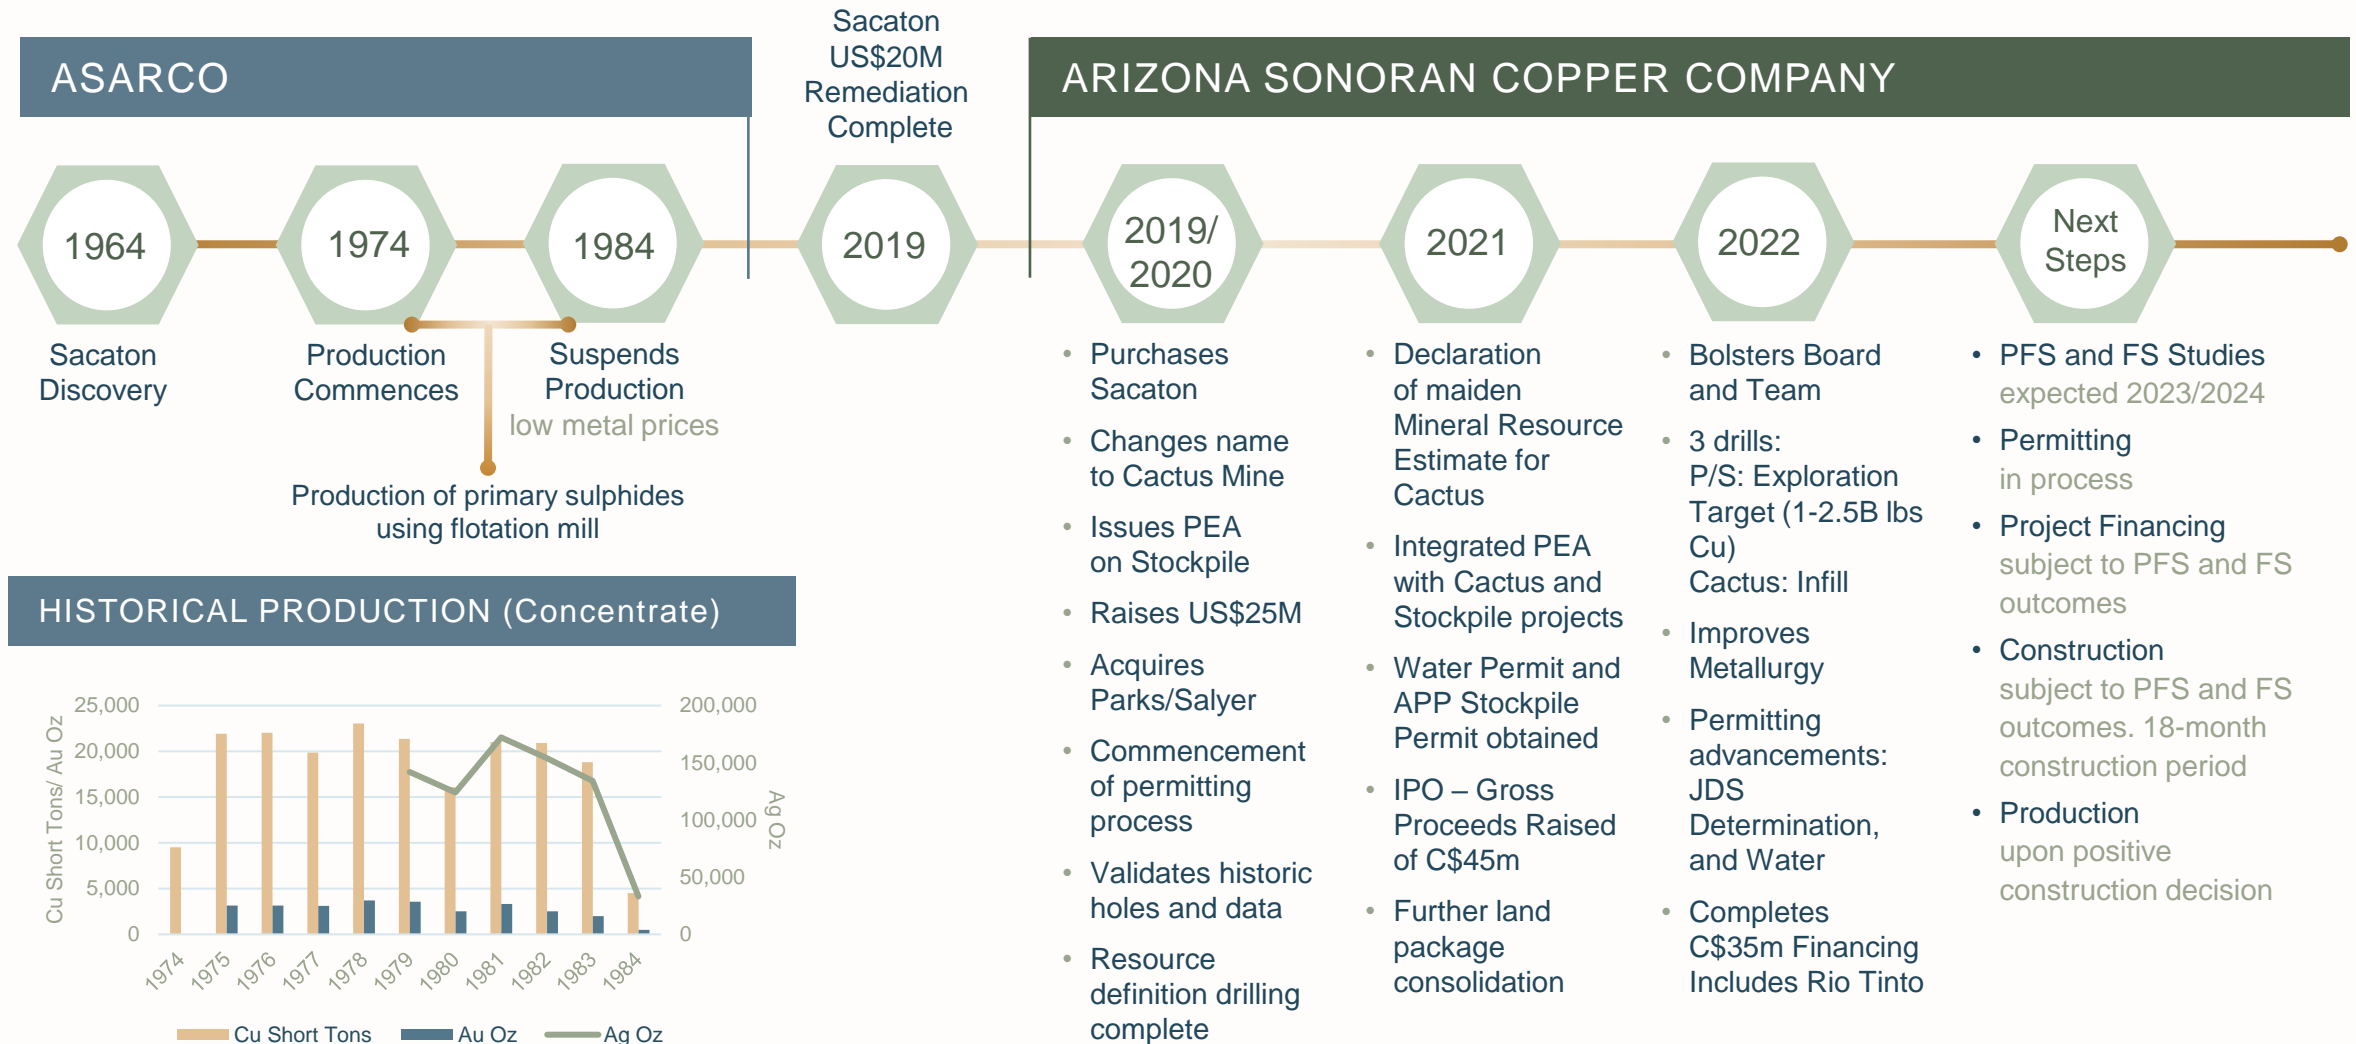 Sacaton
US$20M
Remediation
Complete
ASARCO
ARIZONA SONORAN COPPER COMPANY
1964
1974
1984
2019
2019/
2020
2021
2022
Next
Steps
Sacaton
Discovery
Production
Commences
Suspends
Production
low metal prices
Production of primary sulphides
using flotation mill
• Purchases
Sacaton
• Changes name
to Cactus Mine
• Issues PEA
on Stockpile
• Raises US$25M
• Acquires
Parks/Salyer
• Commencement
of permitting
process
• Validates historic
holes and data
• Resource
definition drilling
complete
• Declaration
of maiden
Mineral Resource
Estimate for
Cactus
• Integrated PEA
with Cactus and
Stockpile projects
• Water Permit and
APP Stockpile
Permit obtained
• IPO – Gross
Proceeds Raised
of C$45m
• Further land
package
consolidation
• Bolsters Board
and Team
• 3 drills:
P/S: Exploration
Target (1-2.5B lbs
Cu)
Cactus: Infill
• Improves
Metallurgy
• Permitting
advancements:
JDS
Determination,
and Water
• Completes
C$35m Financing
Includes Rio Tinto
• PFS and FS Studies
expected 2023/2024
• Permitting
in process
• Project Financing
subject to PFS and FS
outcomes
• Construction
subject to PFS and FS
outcomes. 18-month
construction period
• Production
upon positive
construction decision
HISTORICAL PRODUCTION (Concentrate)
Cu Short Tons/ Au Oz
25,000
20,000
15,000
10,000
5,000
0
200,000
150,000
100,000
50,000
0
Ag Oz
1974
1975
1976
1977
1978
1979
1980
1981
1982
1983
1984
Cu Short Tons
Au Oz
Ag Oz